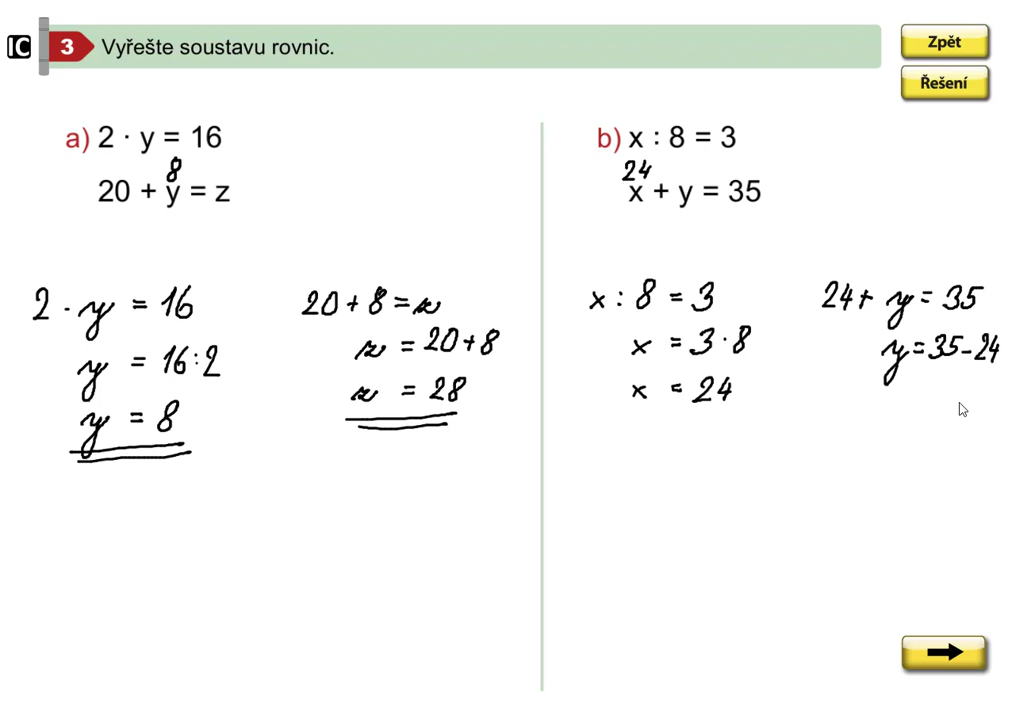 IC 3 Vyřešte soustavu rovnic.
Zpět
Řešení
a) 2 · y = 16
8
20 + y = z
2 · y = 16
y = 16:2
y = 8
20 + 8 = z
z = 20+8
z = 28
b) x : 8 = 3
24
x + y = 35
x : 8 = 3
x = 3·8
x = 24
24+ y = 35
y = 35-24